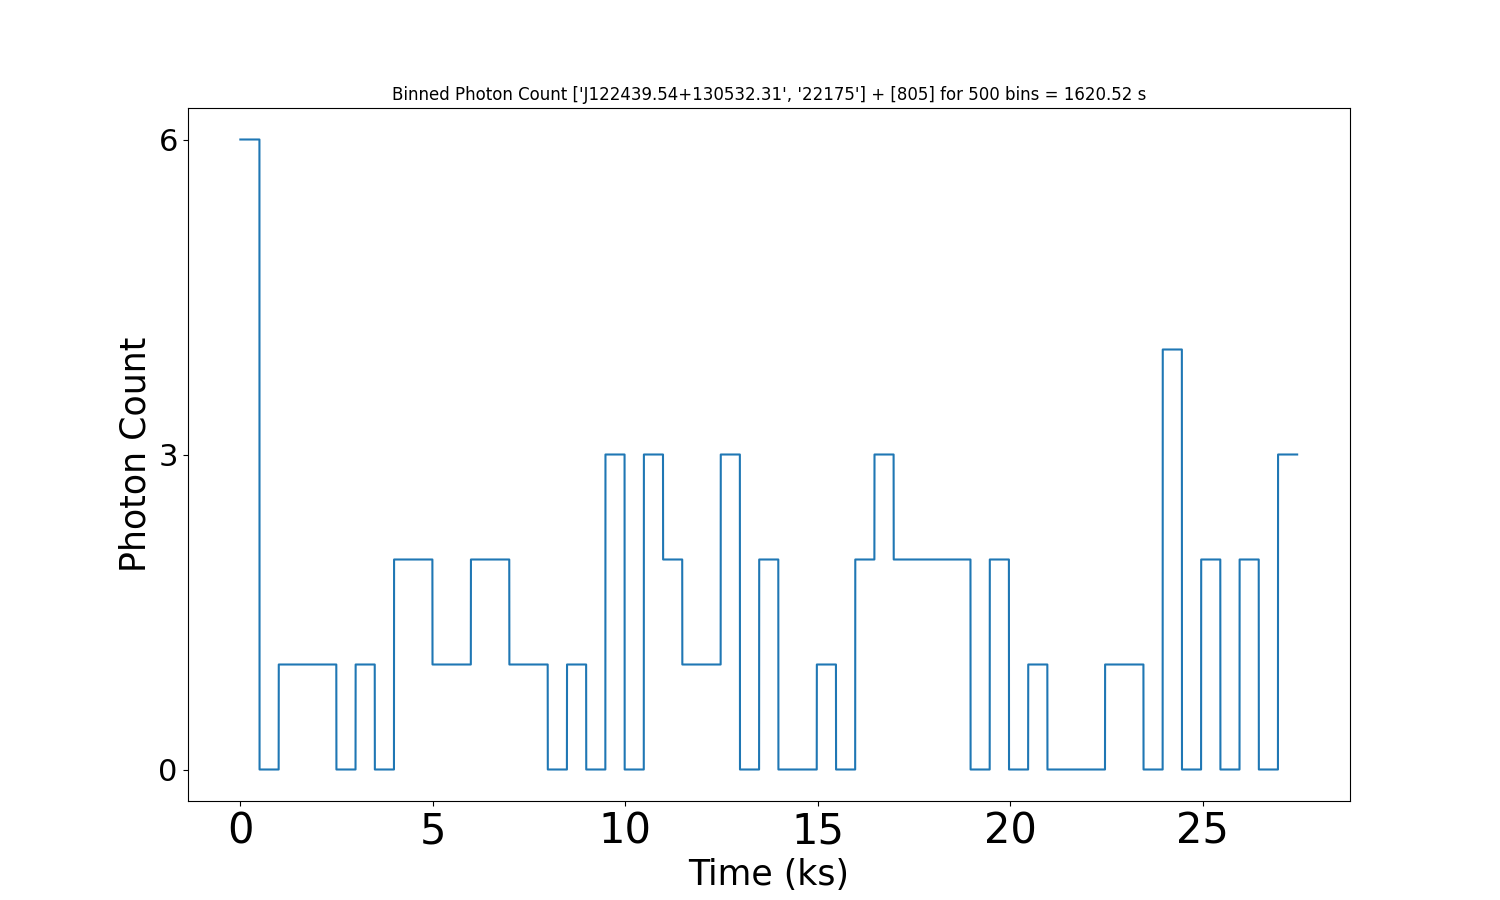 Binned Photon Count ['J122439.54+130532.31', '22175'] + [805] for 500 bins = 1620.52 s
6
3
0
Photon Count
0 5 10 15 20 25
Time (ks)